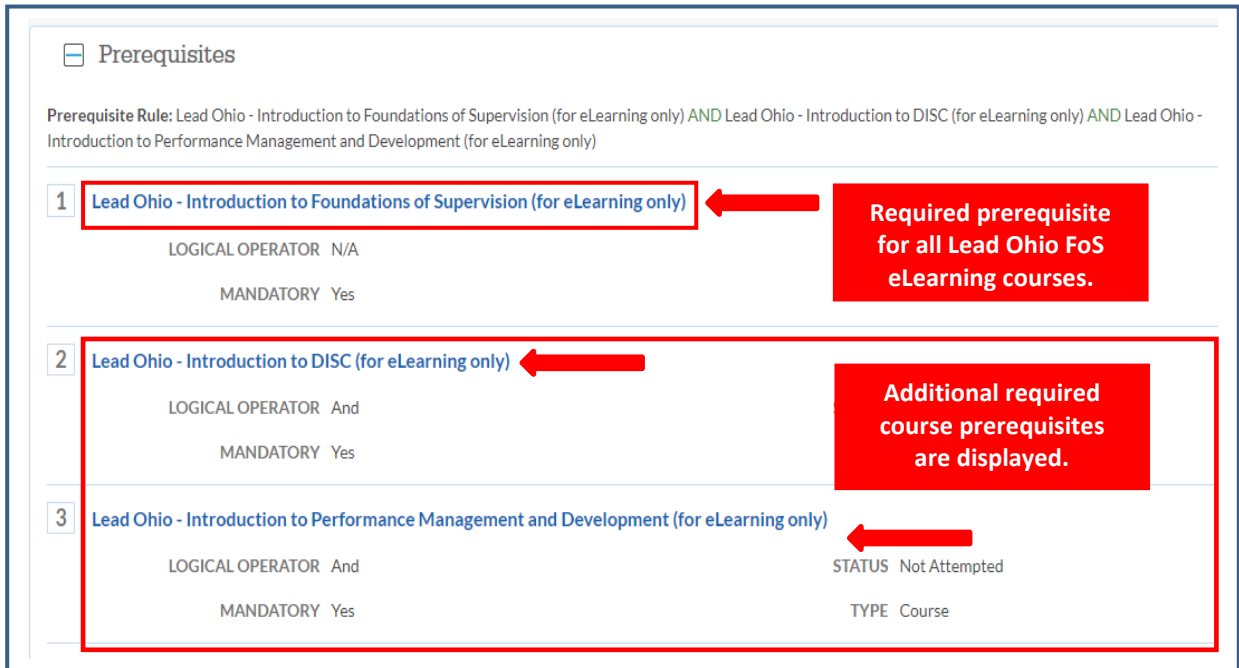 Prerequisites
Prerequisite Rule: Lead Ohio - Introduction to Foundations of Supervision (for eLearning only) AND Lead Ohio - Introduction to DISC (for eLearning only) AND Lead Ohio -
Introduction to Performance Management and Development (for eLearning only)
1 Lead Ohio - Introduction to Foundations of Supervision (for eLearning only)
Required prerequisite
for all Lead Ohio FoS
eLearning courses.
LOGICAL OPERATOR N/A
MANDATORY Yes
2 Lead Ohio - Introduction to DISC (for eLearning only)
Additional required
course prerequisites
are displayed.
LOGICAL OPERATOR And
MANDATORY Yes
3 Lead Ohio - Introduction to Performance Management and Development (for eLearning only)
LOGICAL OPERATOR And STATUS Not Attempted
MANDATORY Yes TYPE Course